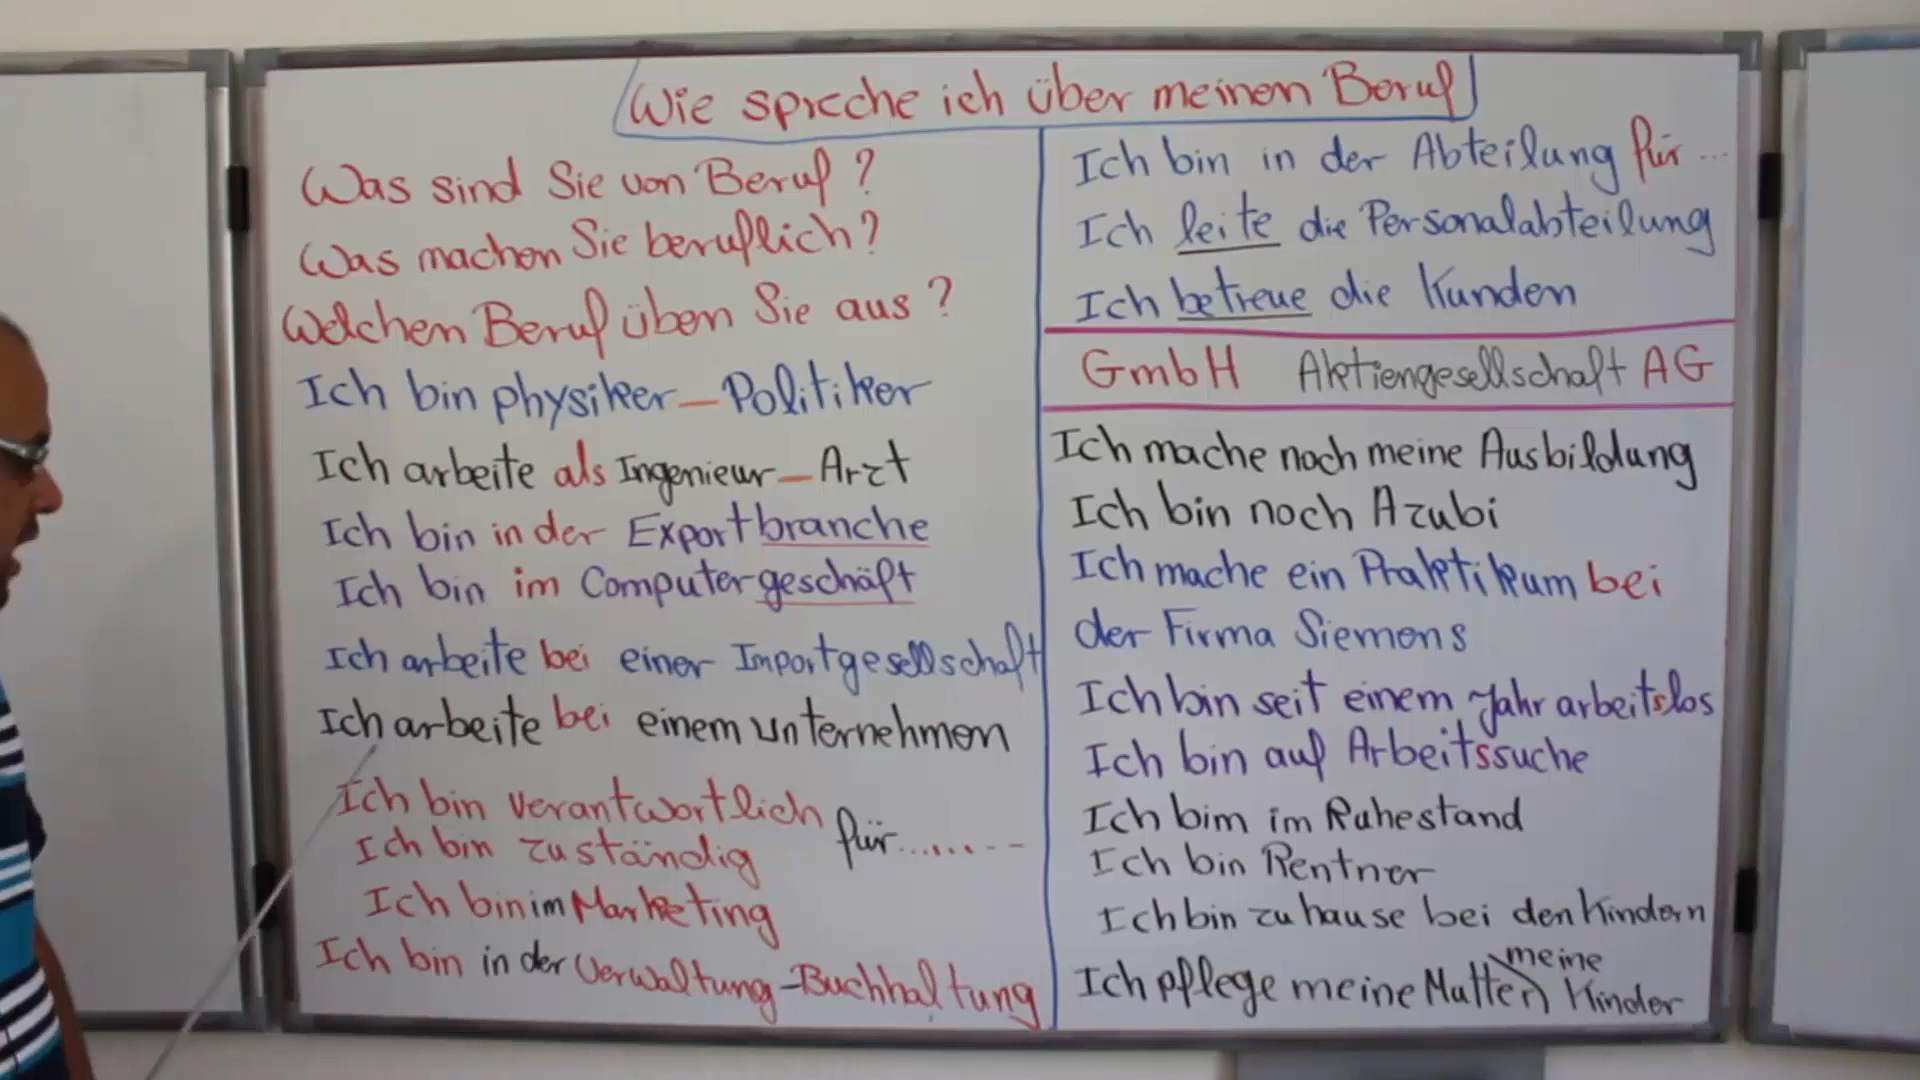 Wie spreche ich über meinen Beruf
Was sind Sie von Beruf ?
Was machen Sie beruflich ?
Welchen Beruf üben Sie aus ?
Ich bin physiker – Politiker
Ich arbeite als Ingenieur – Arzt
Ich bin in der Exportbranche
Ich bin im Computergeschäft
Ich arbeite bei einer Importgesellschaft
Ich arbeite bei einem unternehmen
Ich bin verantwortlich
Ich bin zuständig
für........
Ich bin im Marketing
Ich bin in der Verwaltung – Buchhaltung
Ich bin in der Abteilung für ...
Ich leite die Personalabteilung
Ich betreue die Kunden
GmbH Aktiengesellschaft AG
Ich mache noch meine Ausbildung
Ich bin noch Azubi
Ich mache ein Praktikum bei
der Firma Siemens
Ich bin seit einem Jahr arbeitslos
Ich bin auf Arbeitssuche
Ich bim im Ruhestand
Ich bin Rentner
Ich bin zu hause bei den Kindern
Ich pflege meine Mutter \ meine
Kinder